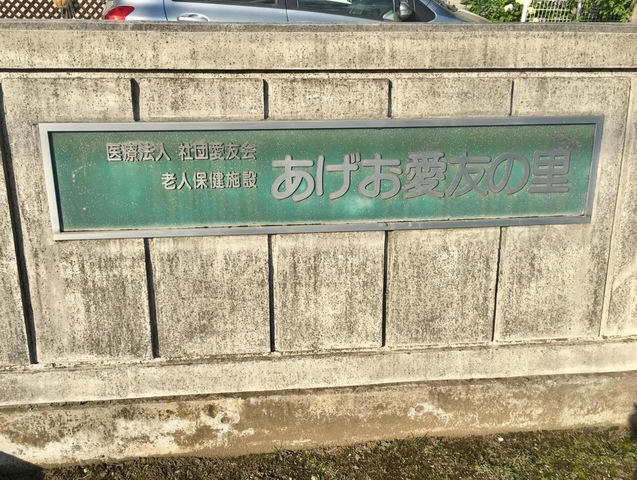 医療法人 社団愛友会
老人保健施設
あげお愛友の里